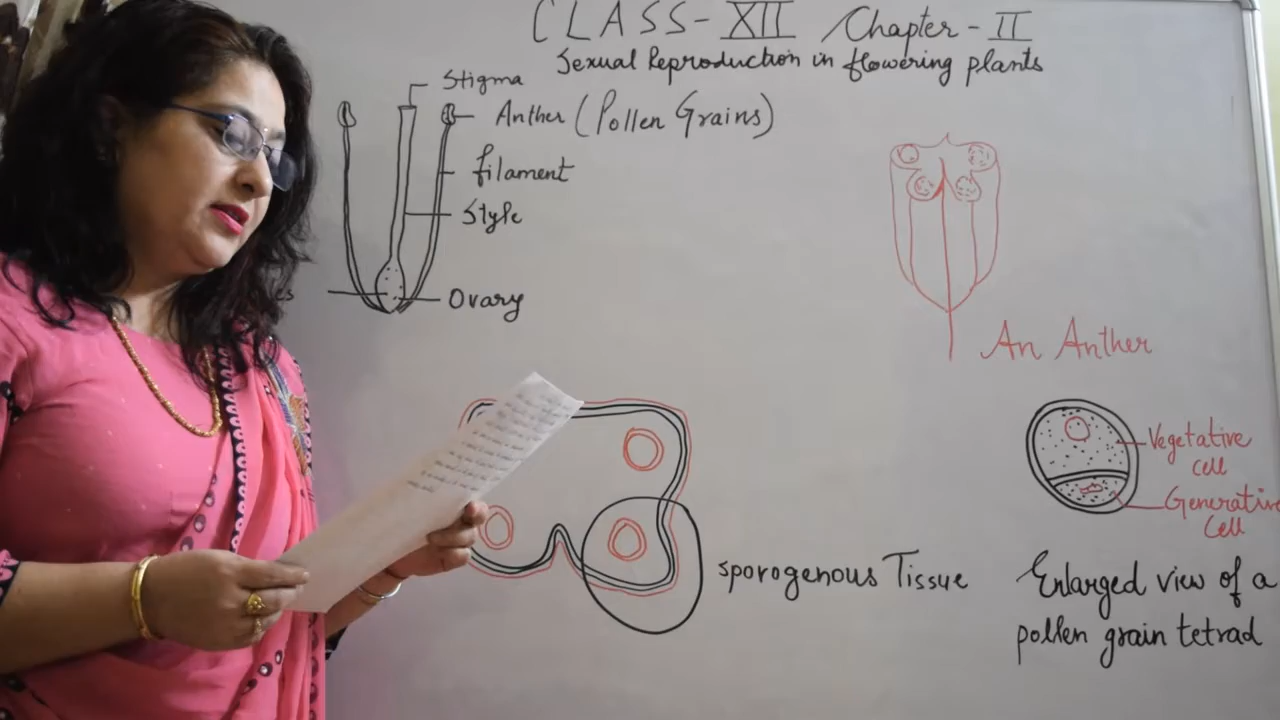 CLASS-XII Chapter-II
Sexual Reproduction in flowering plants
Stigma
Anther (Pollen Grains)
filament
Style
Ovary
An Anther
Vegetative
cell
Generative
Cell
sporogenous Tissue
Enlarged view of a
pollen grain tetrad